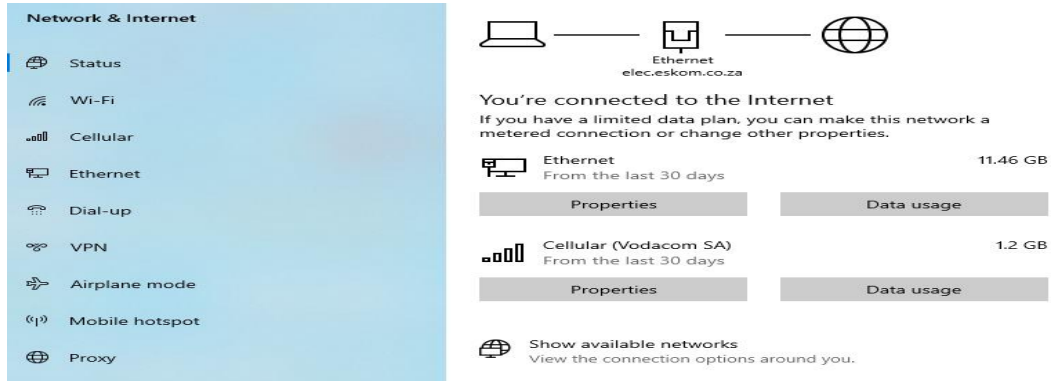 Network & Internet
Status
Wi-Fi
Cellular
Ethernet
Dial-up
VPN
Airplane mode
Mobile hotspot
Proxy
Ethernet
elec.eskom.co.za
You're connected to the Internet
If you have a limited data plan, you can make this network a
metered connection or change other properties.
Ethernet 11.46 GB
From the last 30 days
Properties Data usage
Cellular (Vodacom SA) 1.2 GB
From the last 30 days
Properties Data usage
Show available networks
View the connection options around you.